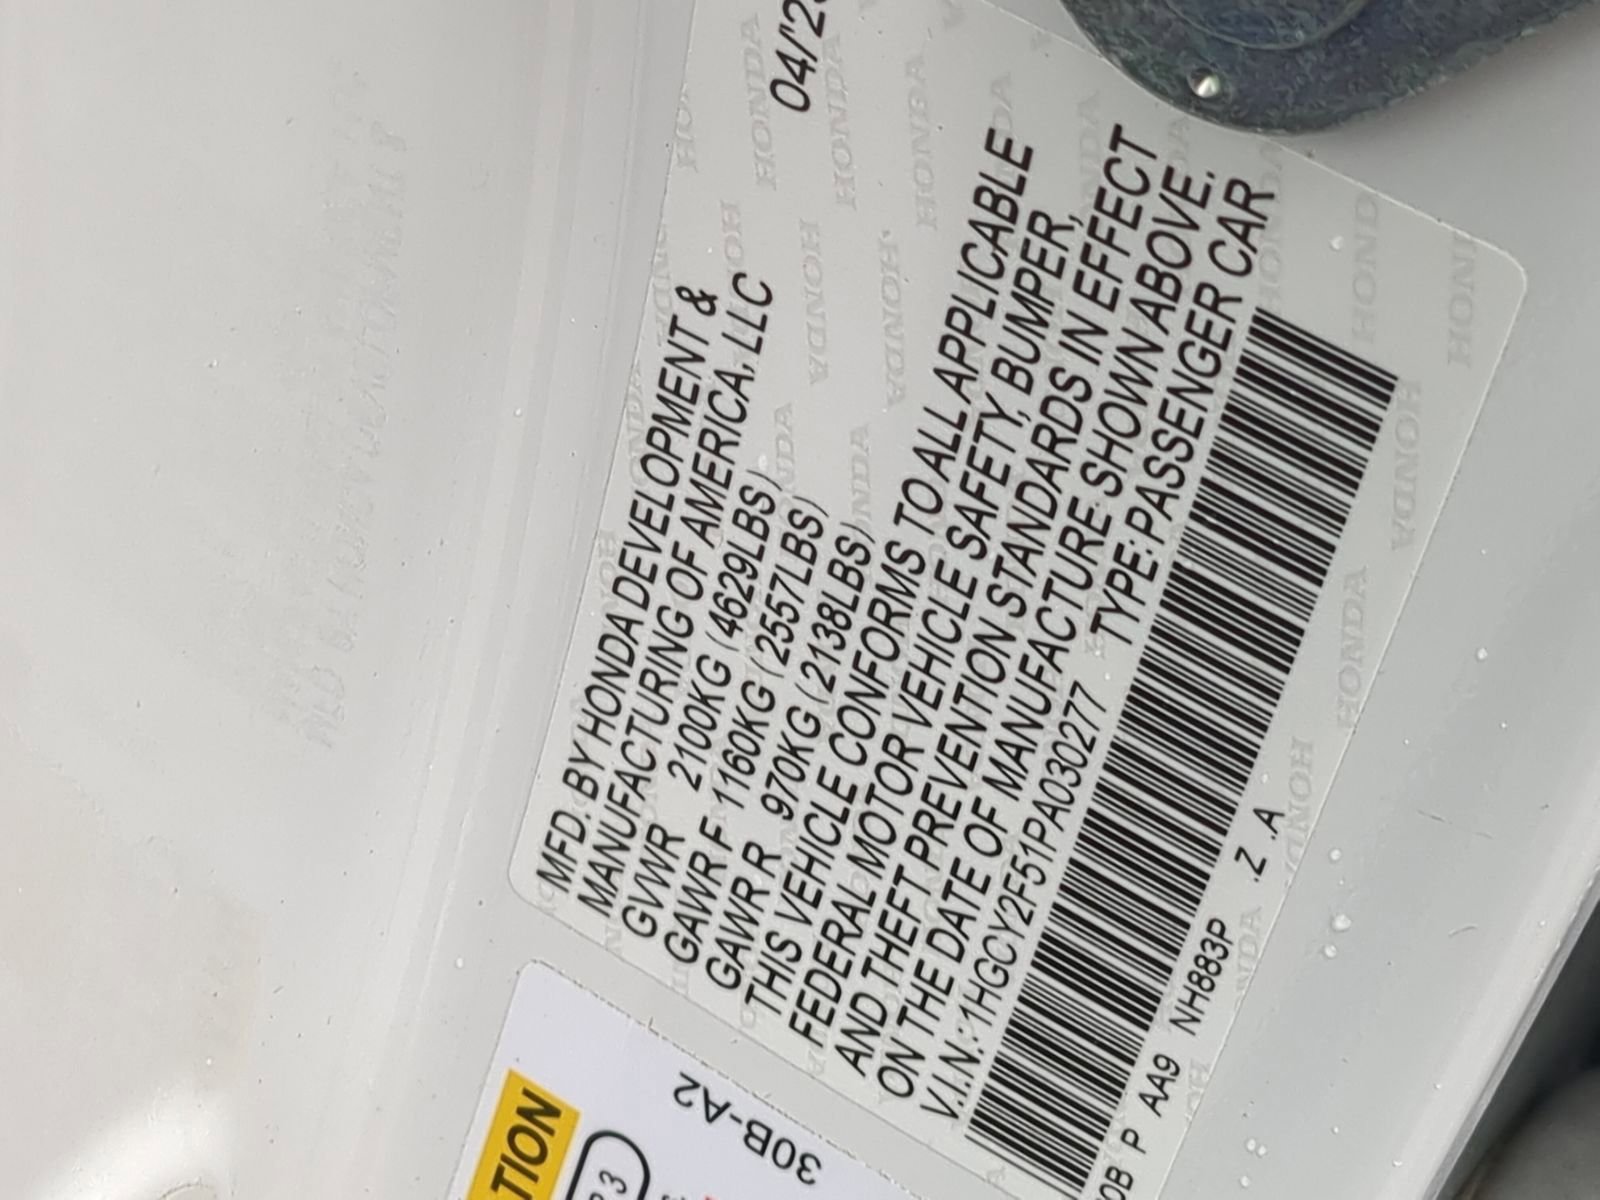 04/2
MFD. BY HONDA DEVELOPMENT &
MANUFACTURING OF AMERICA, LLC
GVWR 2100KG (4629LBS)
GAWR F 1160KG (2557LBS)
GAWR R 970KG (2138LBS)
THIS VEHICLE CONFORMS TO ALL APPLICABLE
FEDERAL MOTOR VEHICLE SAFETY, BUMPER,
AND THEFT PREVENTION STANDARDS IN EFFECT
ON THE DATE OF MANUFACTURE SHOWN ABOVE.
V.I.N.: 1HGCY2F51PA030277 TYPE: PASSENGER CAR
0B P AA9 NH883P .Z .A
TION
30B-A2